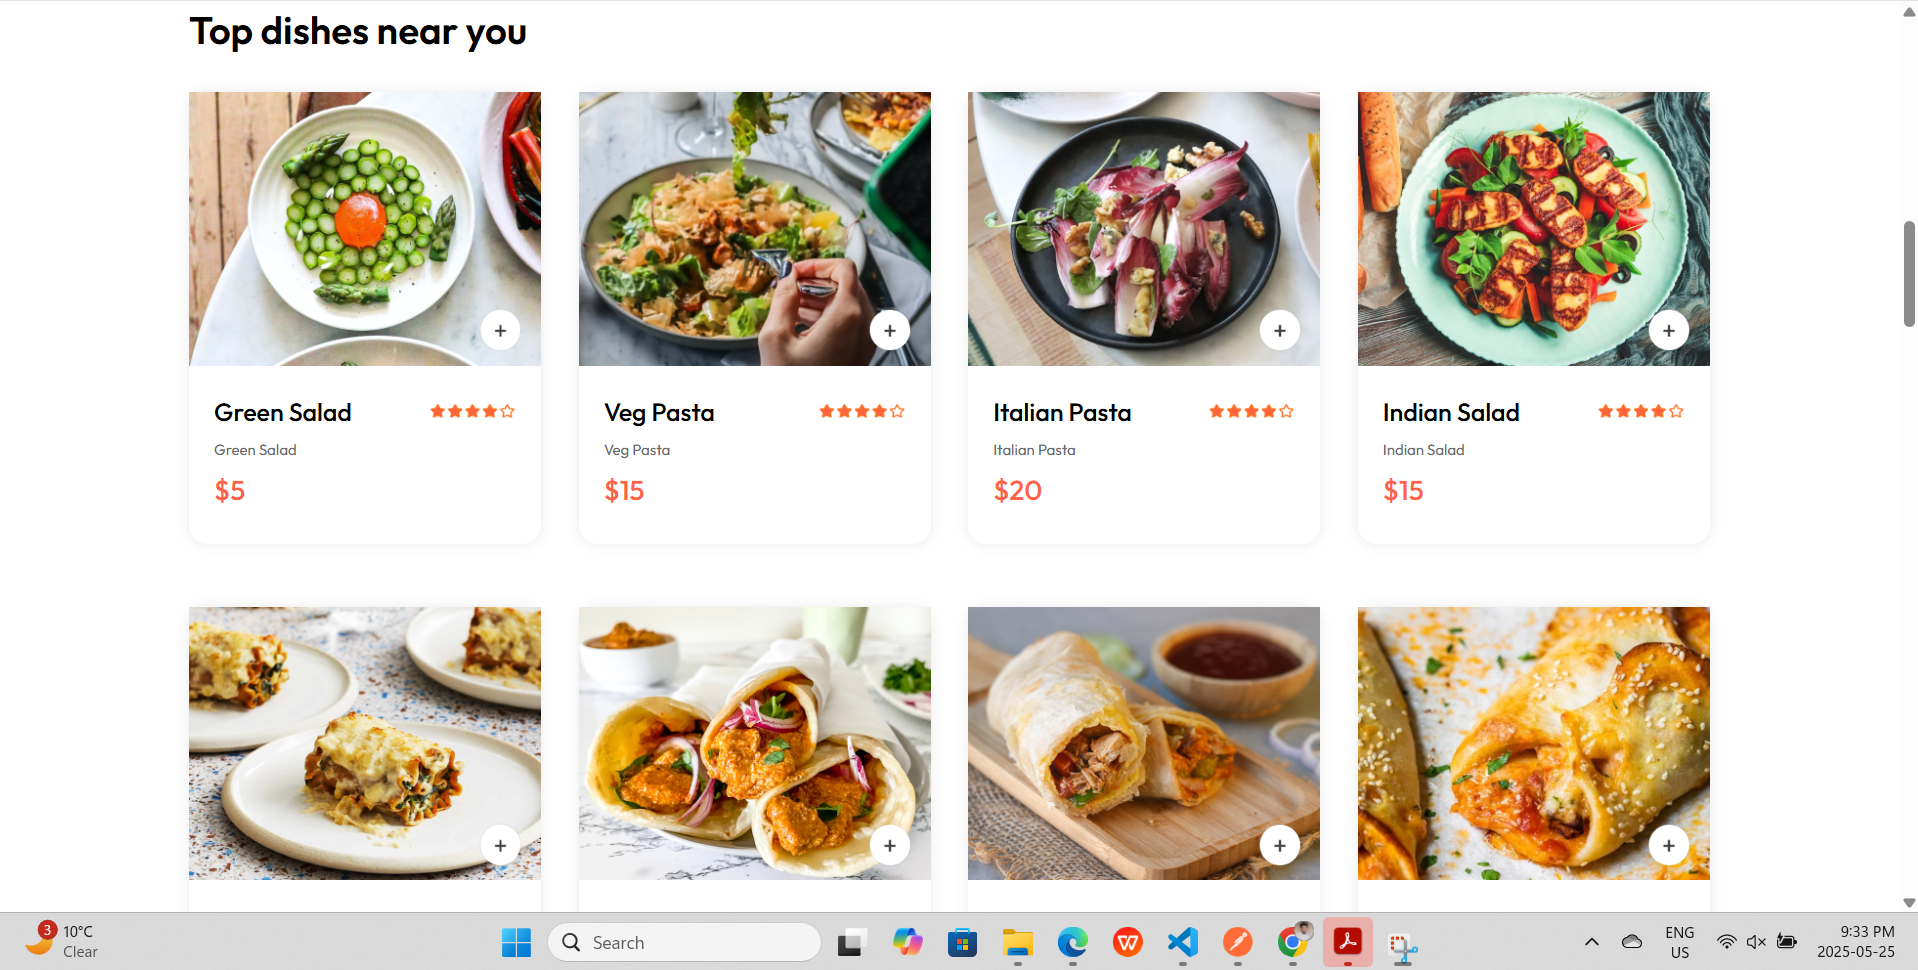 Top dishes near you
Green Salad
Green Salad
$5
Veg Pasta
Veg Pasta
$15
Italian Pasta
Italian Pasta
$20
Indian Salad
Indian Salad
$15
3
10°C
Clear
Search
ENG
US
9:33 PM
2025-05-25